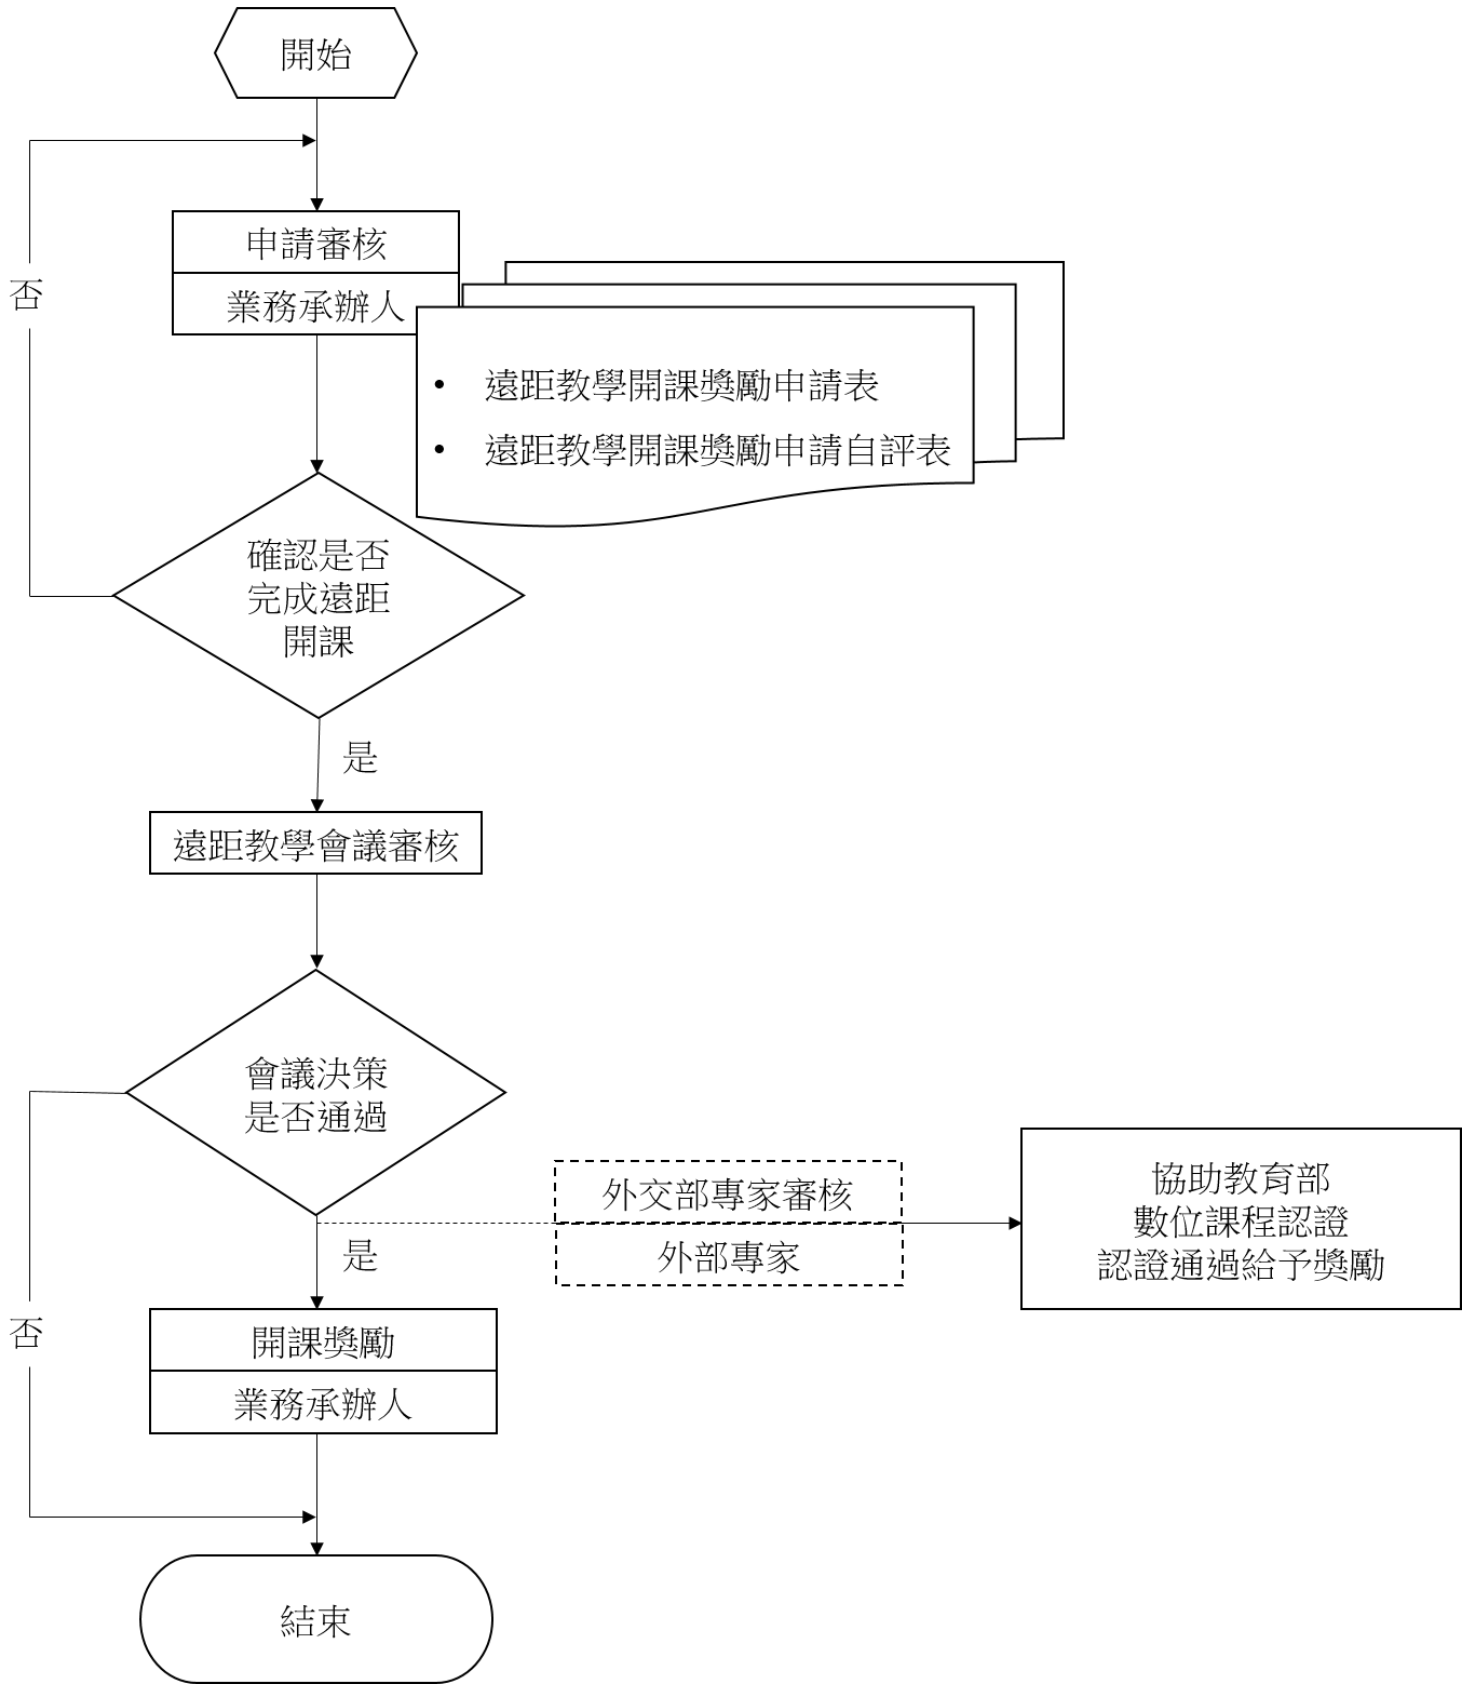 開始
申請審核
業務承辦人
否
• 遠距教學開課獎勵申請表
• 遠距教學開課獎勵申請自評表
確認是否
完成遠距
開課
是
遠距教學會議審核
會議決策
是否通過
外交部專家審核
外部專家
協助教育部
數位課程認證
認證通過給予獎勵
是
否
開課獎勵
業務承辦人
結束